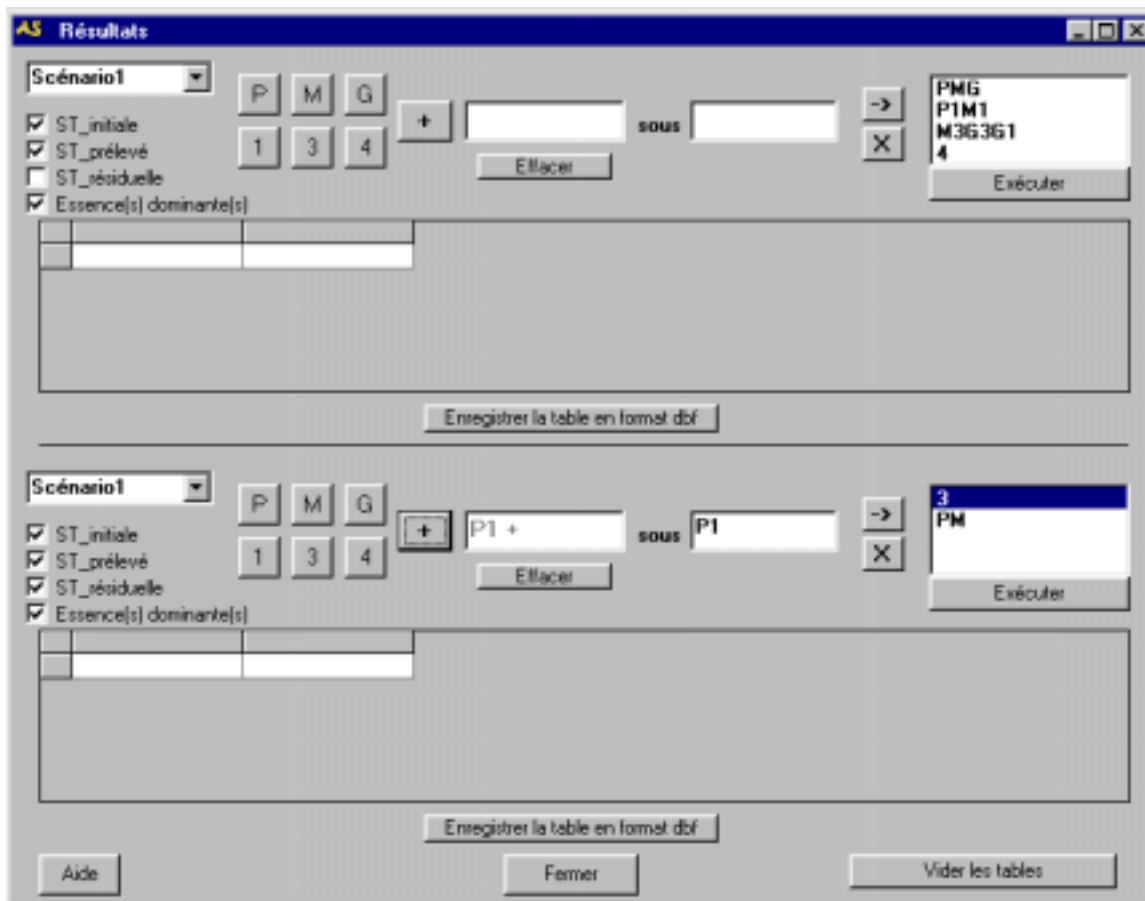 AS Résultats
Scénario1
P M G
+ sous -> 
PMG
P1M1
M3G3G1
4
ST_initiale
ST_prélevé
ST_résiduelle
Essence(s) dominante(s)
1 3 4
Effacer
X
Exécuter
Enregistrer la table en format dbf
Scénario1
P M G
+ P1 + sous P1 ->
3
PM
ST_initiale
ST_prélevé
ST_résiduelle
Essence(s) dominante(s)
1 3 4
Effacer
X
Exécuter
Enregistrer la table en format dbf
Aide Fermer Vider les tables